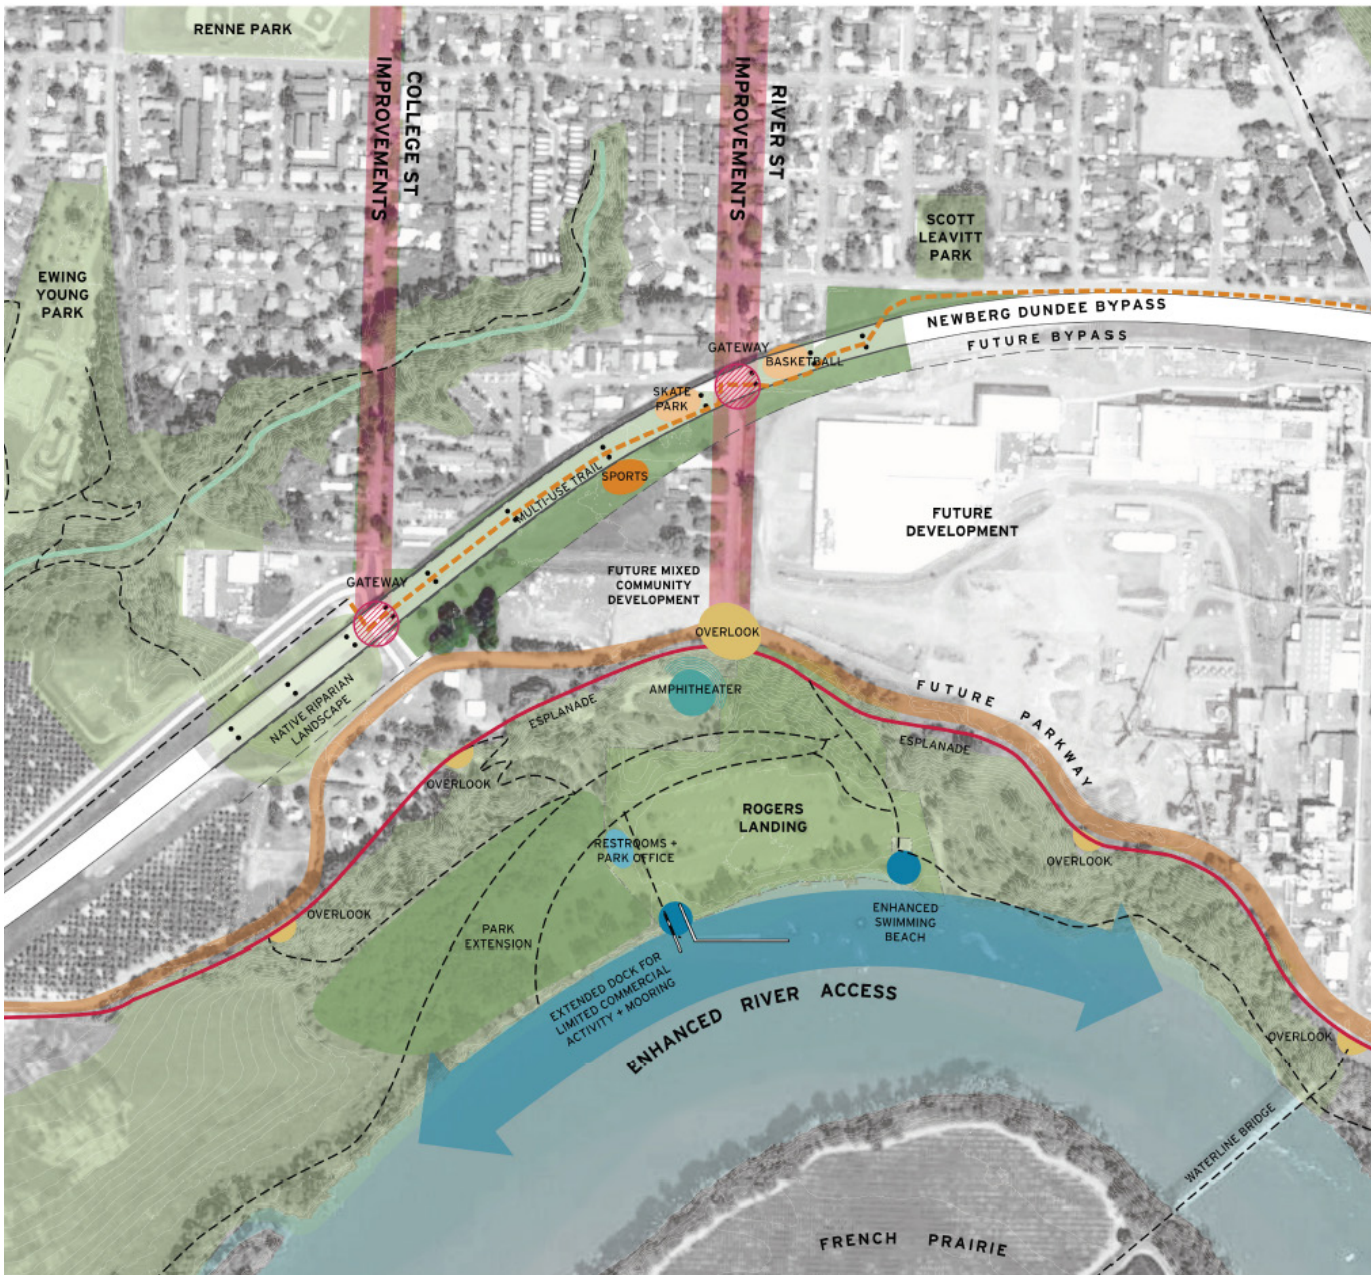 RENNE PARK
COLLEGE ST
IMPROVEMENTS
RIVER ST
IMPROVEMENTS
SCOTT
LEAVITT
PARK
EWING
YOUNG
PARK
NEWBERG DUNDEE BYPASS
FUTURE BYPASS
GATEWAY
BASKETBALL
SKATE
PARK
SPORTS
MULTI-USE TRAIL
FUTURE
DEVELOPMENT
GATEWAY
FUTURE MIXED
COMMUNITY
DEVELOPMENT
OVERLOOK
NATIVE RIPARIAN
LANDSCAPE
AMPHITHEATER
ESPLANADE
FUTURE PARKWAY
ESPLANADE
OVERLOOK
ROGERS
LANDING
RESTROOMS +
PARK OFFICE
OVERLOOK
OVERLOOK
PARK
EXTENSION
ENHANCED
SWIMMING
BEACH
EXTENDED DOCK FOR
LIMITED COMMERCIAL
ACTIVITY + MOORING
ENHANCED RIVER ACCESS
OVERLOOK
WATERLINE BRIDGE
FRENCH PRAIRIE